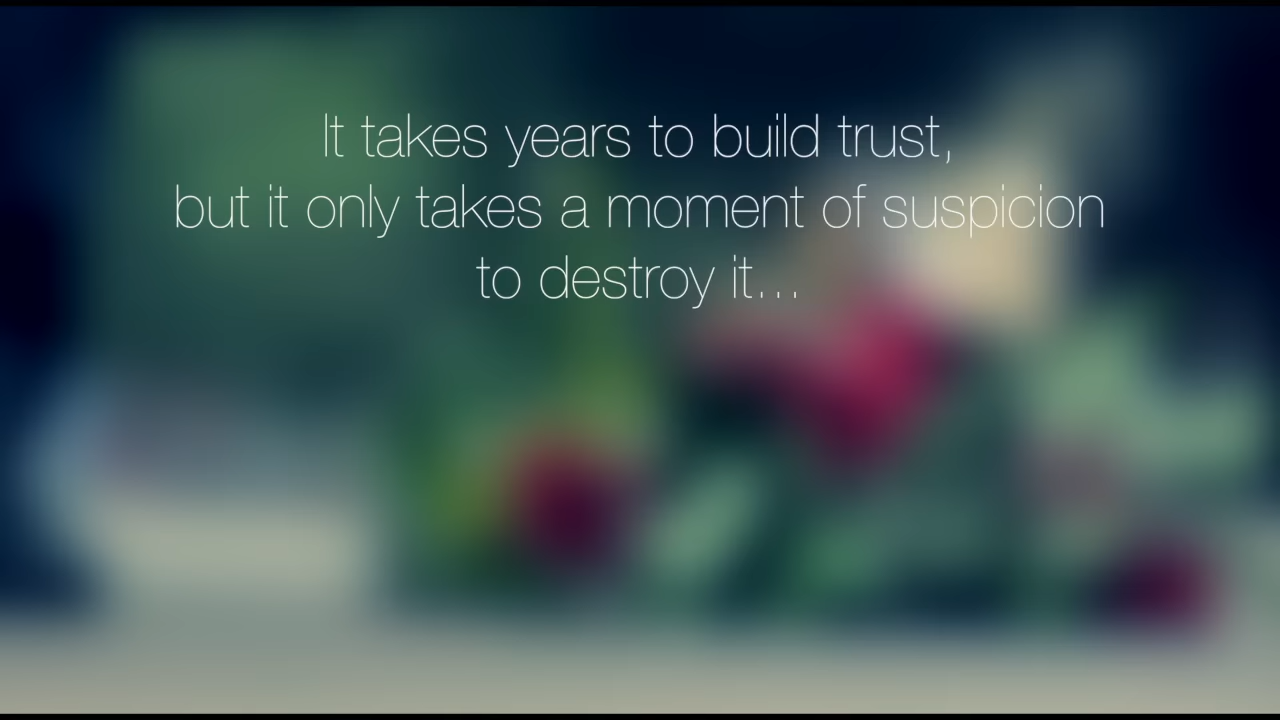 It takes years to build trust,
but it only takes a moment of suspicion
to destroy it...